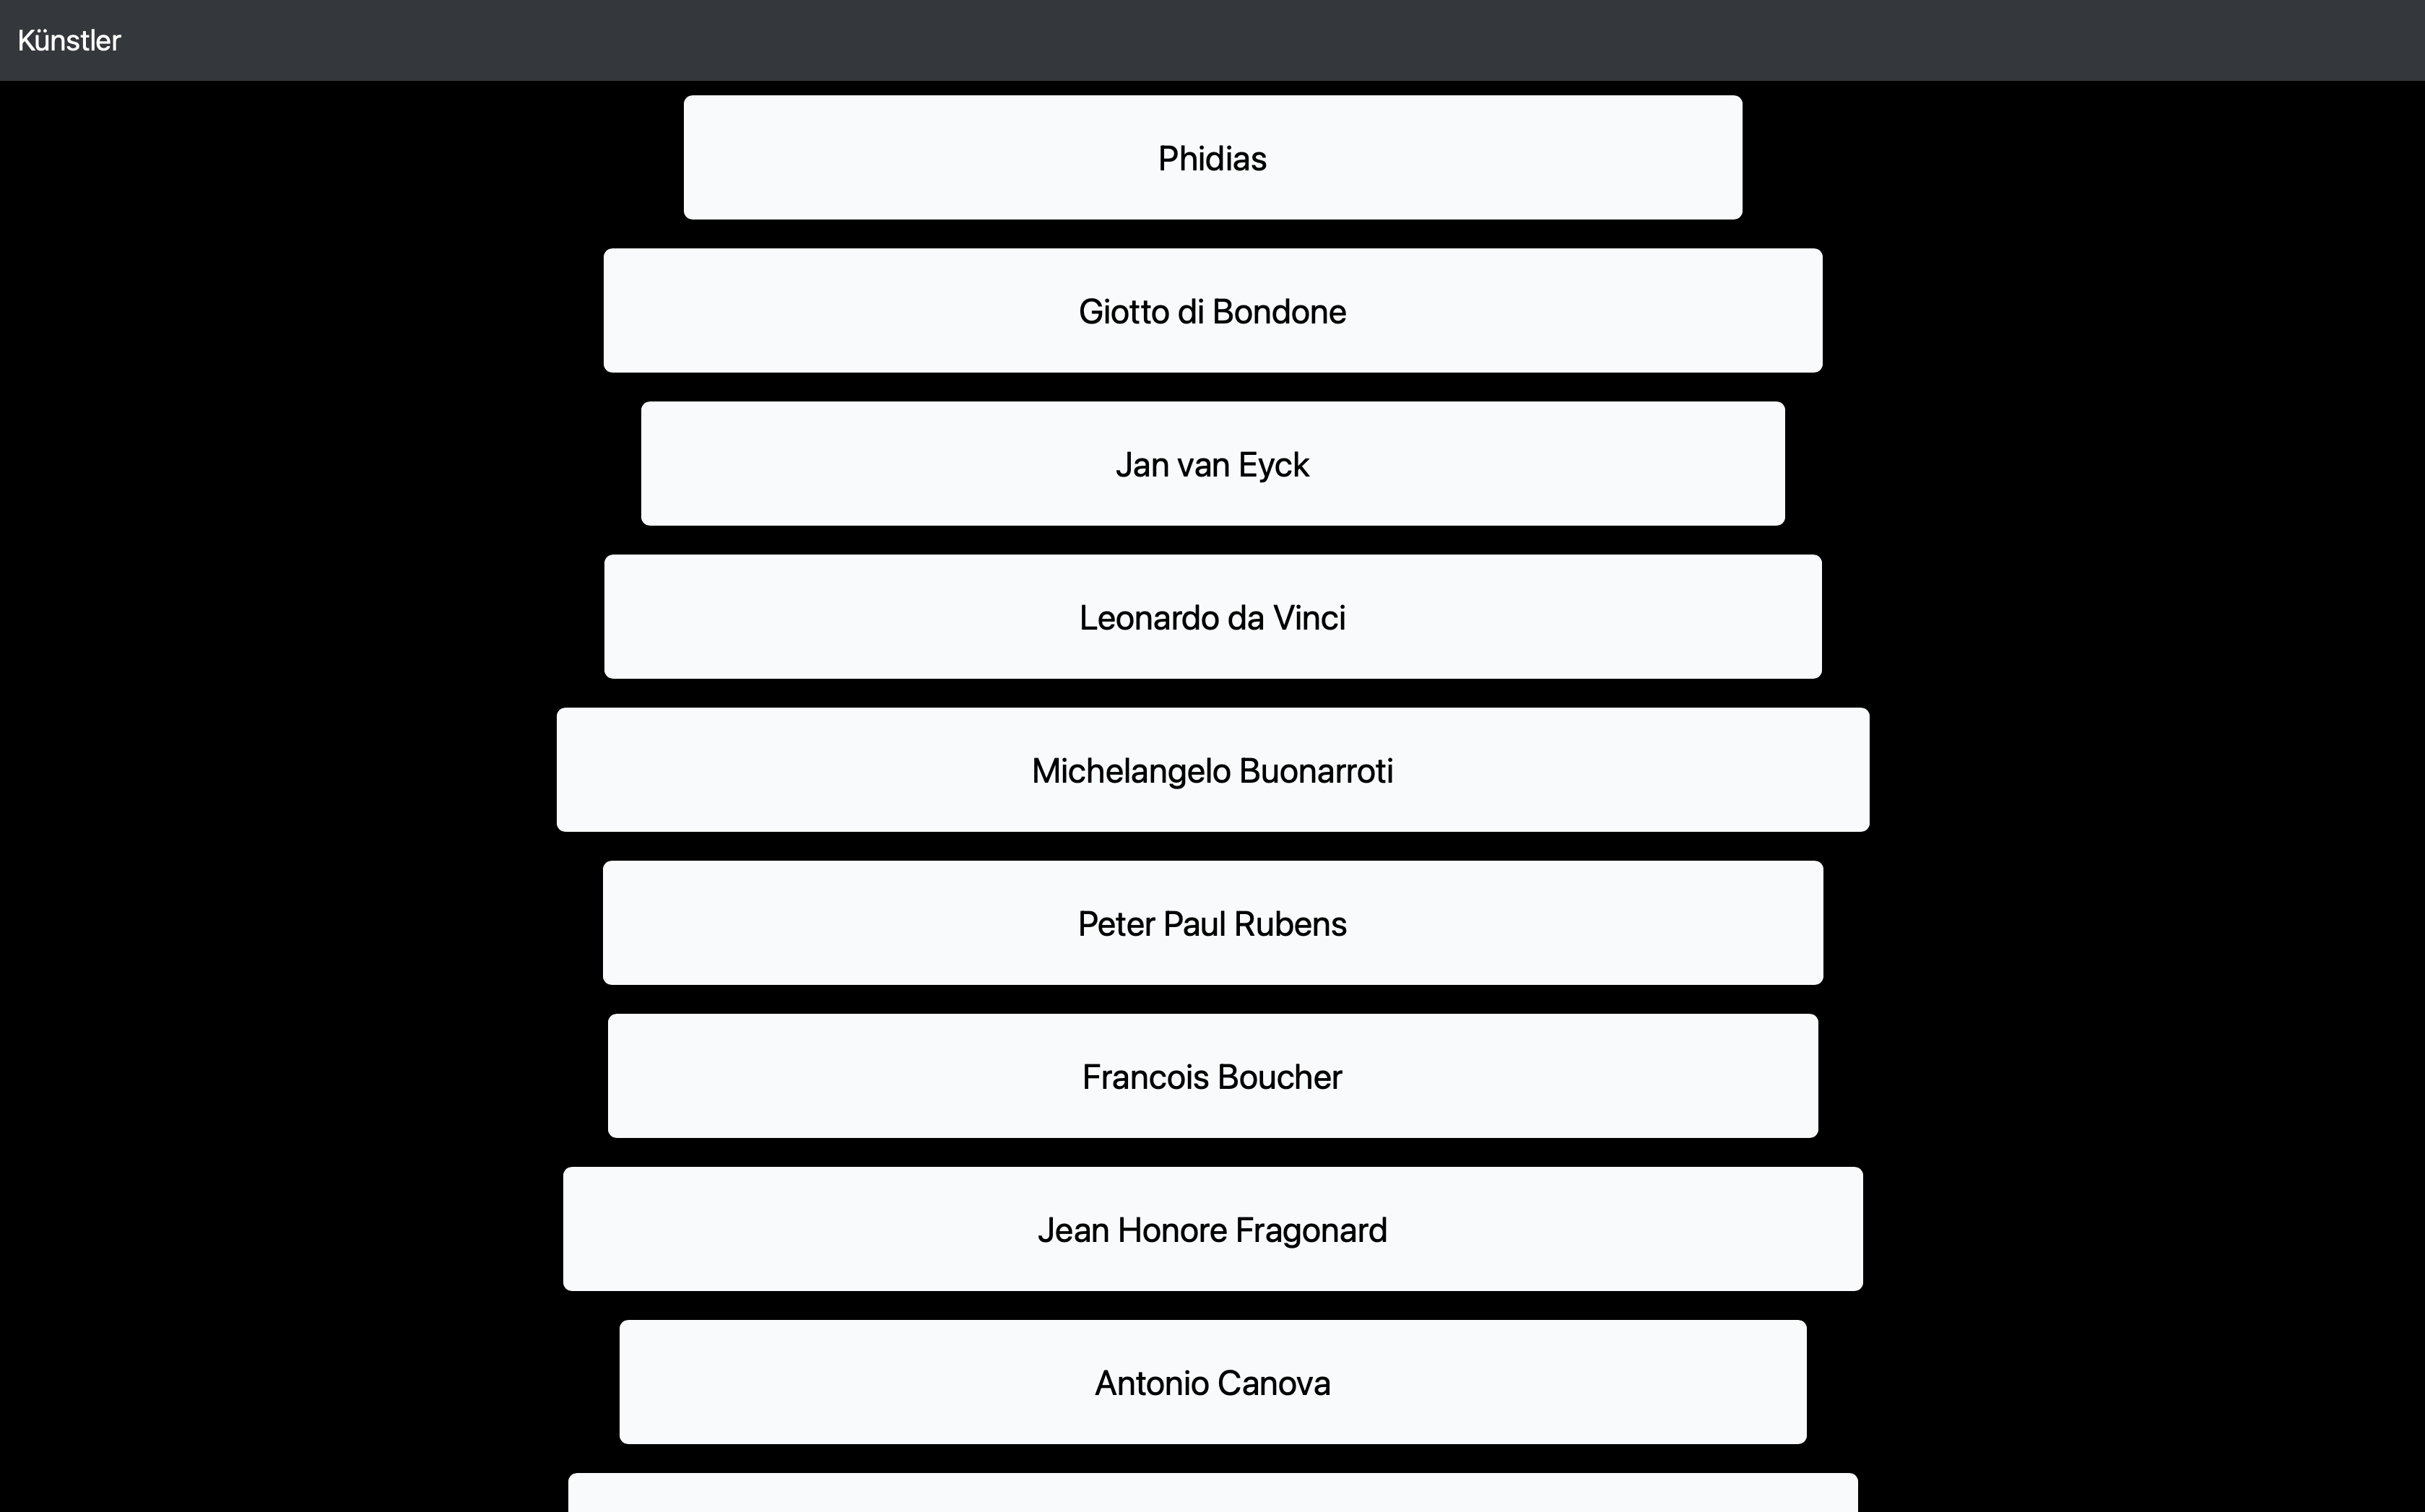 Künstler
Phidias
Giotto di Bondone
Jan van Eyck
Leonardo da Vinci
Michelangelo Buonarroti
Peter Paul Rubens
Francois Boucher
Jean Honore Fragonard
Antonio Canova